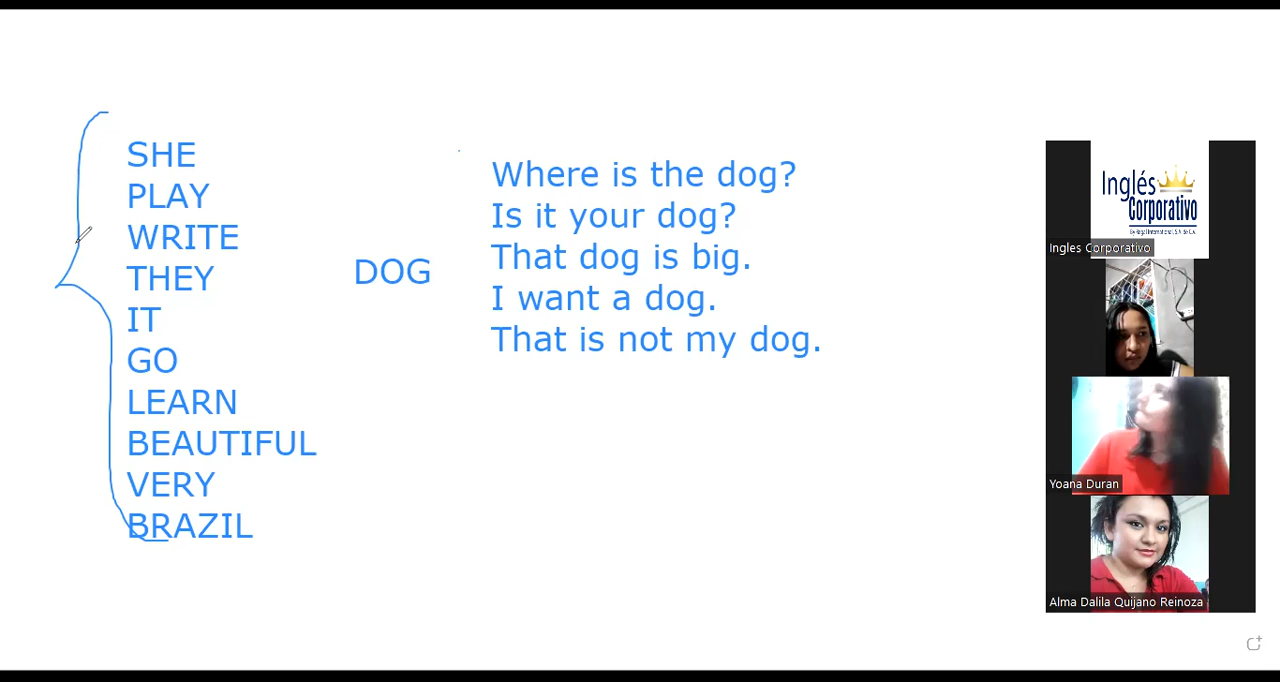 SHE
PLAY
WRITE
THEY
IT
GO
LEARN
BEAUTIFUL
VERY
BRAZIL
DOG
Where is the dog?
Is it your dog?
That dog is big.
I want a dog.
That is not my dog.
Inglés
Corporativo
Ingles Corporativo
Yoana Duran
Alma Dalila Quijano Reinoza